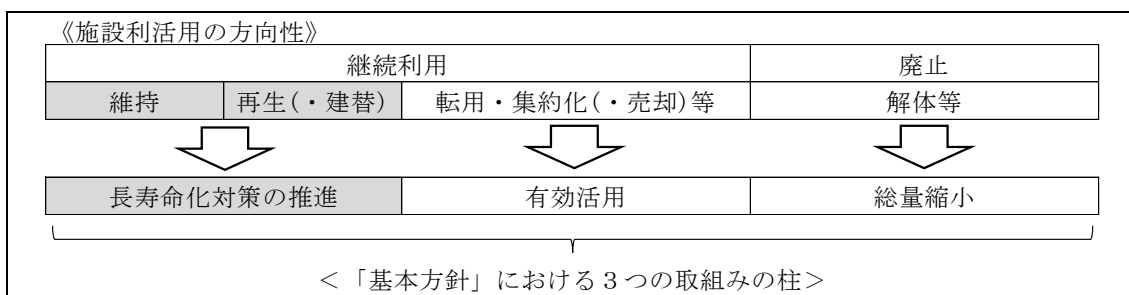 《施設利活用の方向性》
継続利用 廃止
維持 再生(・建替) 転用・集約化(・売却)等 解体等
長寿命化対策の推進 有効活用 総量縮小
＜「基本方針」における３つの取組みの柱＞